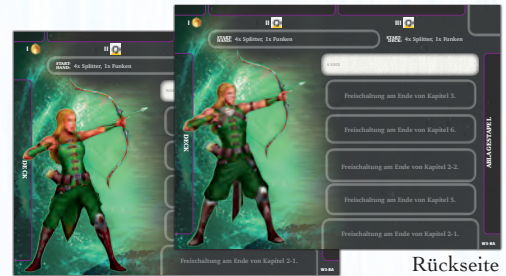 I
II
START-
HAND: 4x Splitter, 1x Funken
DECK
Freischaltung am Ende von Kapitel 2-1.
I
II
III
START-
HAND: 4x Splitter, 1x Funken
START-
DECK: 4x Splitter, 1x Funken
NAME
Freischaltung am Ende von Kapitel 3.
Freischaltung am Ende von Kapitel 6.
Freischaltung am Ende von Kapitel 2-2.
Freischaltung am Ende von Kapitel 5.
Freischaltung am Ende von Kapitel 2-1.
ABLAGESTAPEL
Rückseite